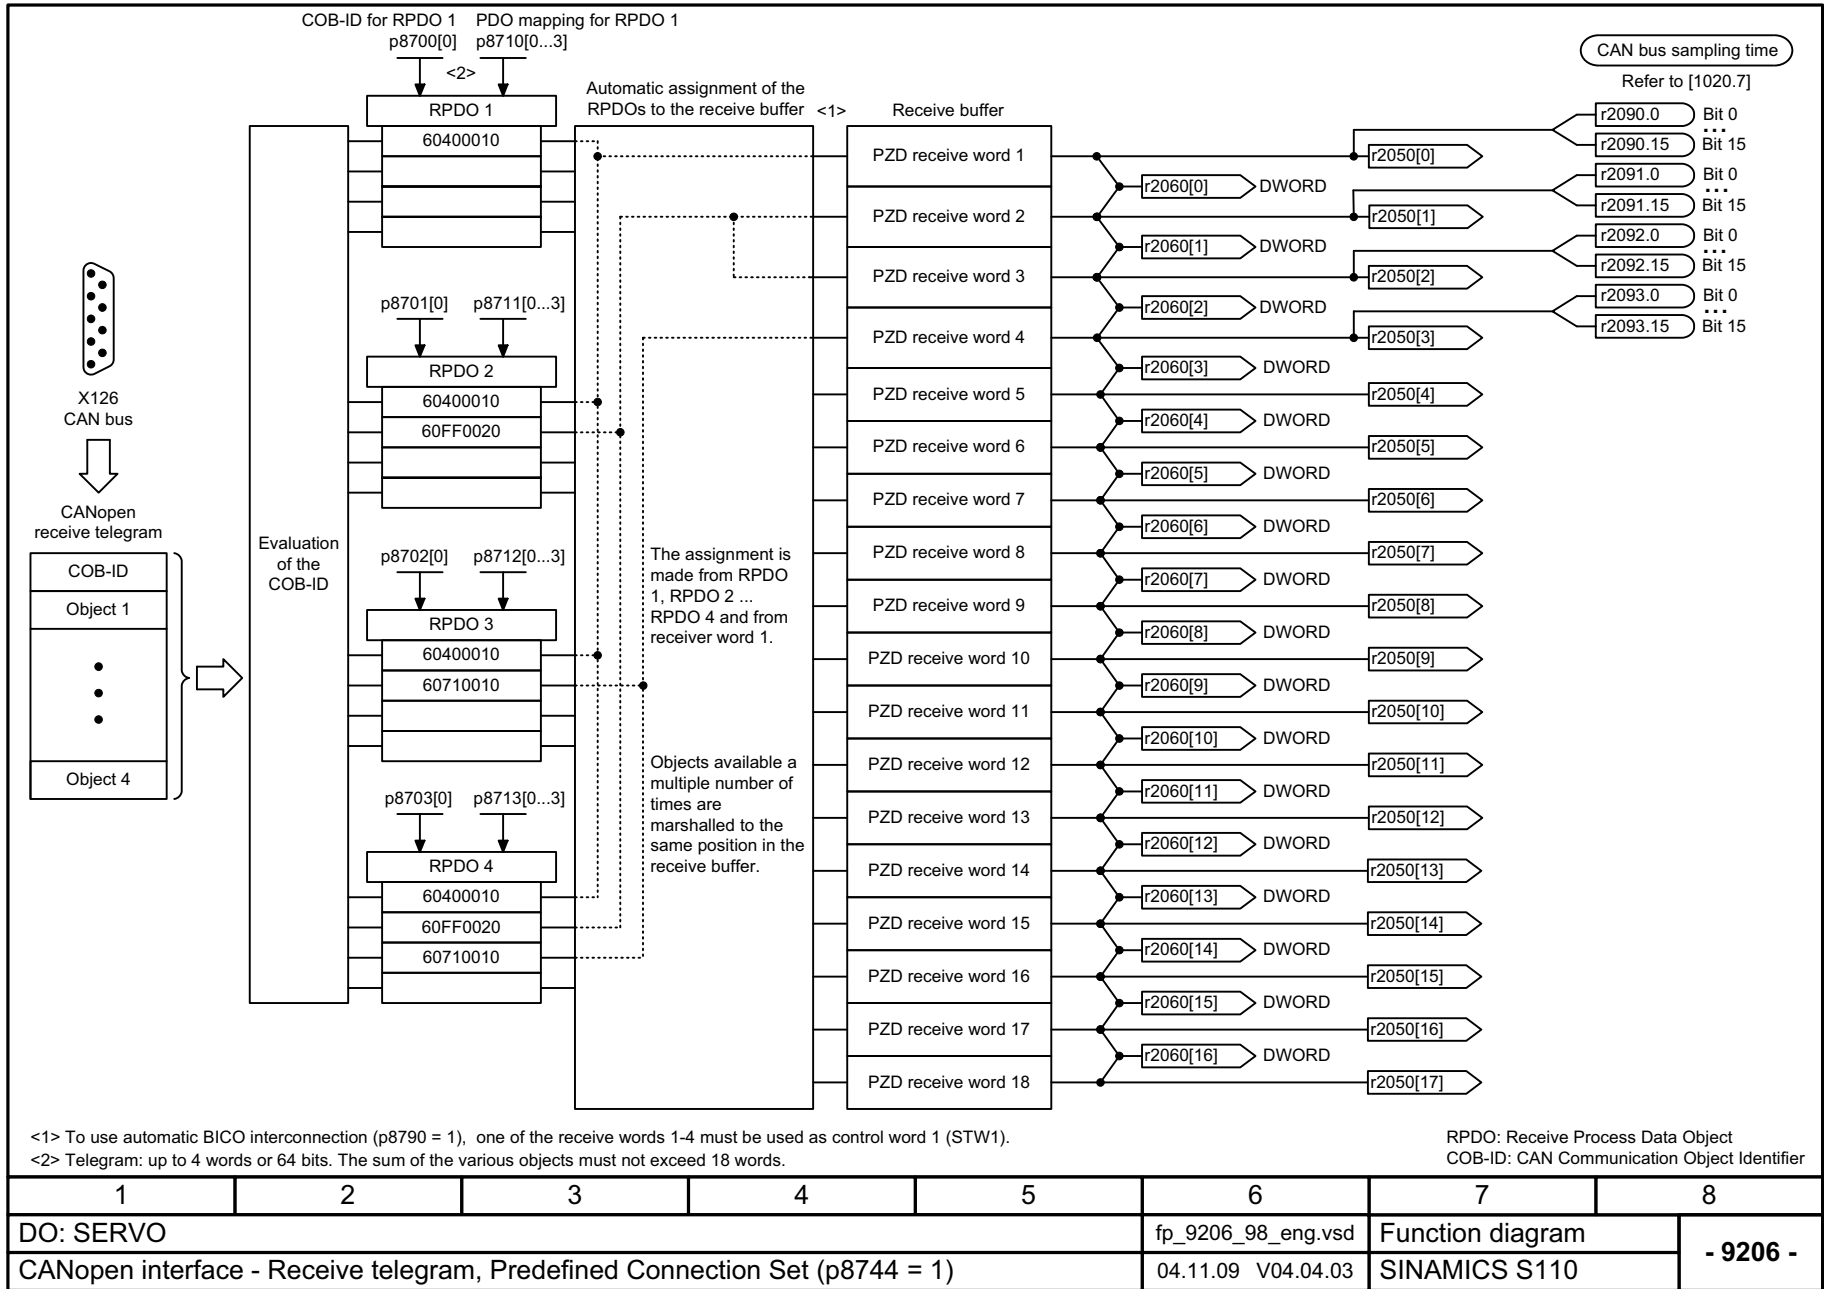 COB-ID for RPDO 1 PDO mapping for RPDO 1
p8700[0] p8710[0...3]
<2>
RPDO 1
60400010
p8701[0] p8711[0...3]
RPDO 2
60400010
60FF0020
p8702[0] p8712[0...3]
RPDO 3
60400010
60710010
p8703[0] p8713[0...3]
RPDO 4
60400010
60FF0020
60710010
X126
CAN bus
CANopen
receive telegram
COB-ID
Object 1
Object 4
Evaluation
of the
COB-ID
Automatic assignment of the
RPDOs to the receive buffer <1>
The assignment is
made from RPDO
1, RPDO 2 ...
RPDO 4 and from
receiver word 1.
Objects available a
multiple number of
times are
marshalled to the
same position in the
receive buffer.
Receive buffer
PZD receive word 1
PZD receive word 2
PZD receive word 3
PZD receive word 4
PZD receive word 5
PZD receive word 6
PZD receive word 7
PZD receive word 8
PZD receive word 9
PZD receive word 10
PZD receive word 11
PZD receive word 12
PZD receive word 13
PZD receive word 14
PZD receive word 15
PZD receive word 16
PZD receive word 17
PZD receive word 18
r2060[0] DWORD
r2060[1] DWORD
r2060[2] DWORD
r2060[3] DWORD
r2060[4] DWORD
r2060[5] DWORD
r2060[6] DWORD
r2060[7] DWORD
r2060[8] DWORD
r2060[9] DWORD
r2060[10] DWORD
r2060[11] DWORD
r2060[12] DWORD
r2060[13] DWORD
r2060[14] DWORD
r2060[15] DWORD
r2060[16] DWORD
r2050[0]
r2050[1]
r2050[2]
r2050[3]
r2050[4]
r2050[5]
r2050[6]
r2050[7]
r2050[8]
r2050[9]
r2050[10]
r2050[11]
r2050[12]
r2050[13]
r2050[14]
r2050[15]
r2050[16]
r2050[17]
CAN bus sampling time
Refer to [1020.7]
r2090.0 Bit 0
...
r2090.15 Bit 15
r2091.0 Bit 0
...
r2091.15 Bit 15
r2092.0 Bit 0
...
r2092.15 Bit 15
r2093.0 Bit 0
...
r2093.15 Bit 15
<1> To use automatic BICO interconnection (p8790 = 1), one of the receive words 1-4 must be used as control word 1 (STW1).
<2> Telegram: up to 4 words or 64 bits. The sum of the various objects must not exceed 18 words.
RPDO: Receive Process Data Object
COB-ID: CAN Communication Object Identifier
1 2 3 4 5 6 7 8
DO: SERVO
fp_9206_98_eng.vsd
Function diagram
- 9206 -
CANopen interface - Receive telegram, Predefined Connection Set (p8744 = 1)
04.11.09 V04.04.03
SINAMICS S110